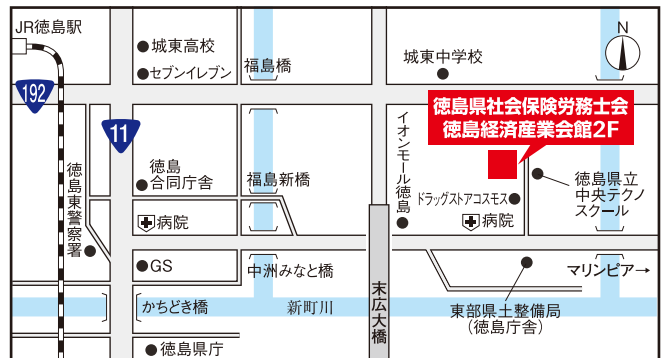 JR徳島駅
192
11
城東高校
セブンイレブン
福島橋
城東中学校
N
徳島県社会保険労務士会
徳島経済産業会館2F
イオンモール徳島
徳島
合同庁舎
福島新橋
徳島東警察署
病院
ドラッグストアコスモス
病院
徳島県立
中央テクノ
スクール
GS
中洲みなと橋
マリンピア→
末広大橋
かちどき橋
新町川
東部県土整備局
(徳島庁舎)
徳島県庁